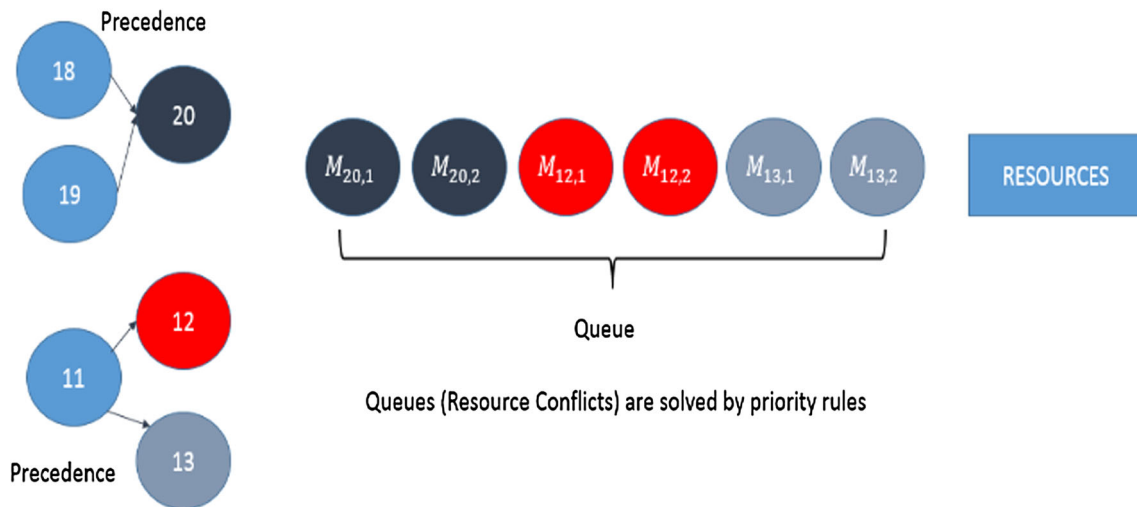 Precedence
18
20
19
M20,1 M20,2 M12,1 M12,2 M13,1 M13,2
RESOURCES
Queue
12
11
13
Precedence
Queues (Resource Conflicts) are solved by priority rules